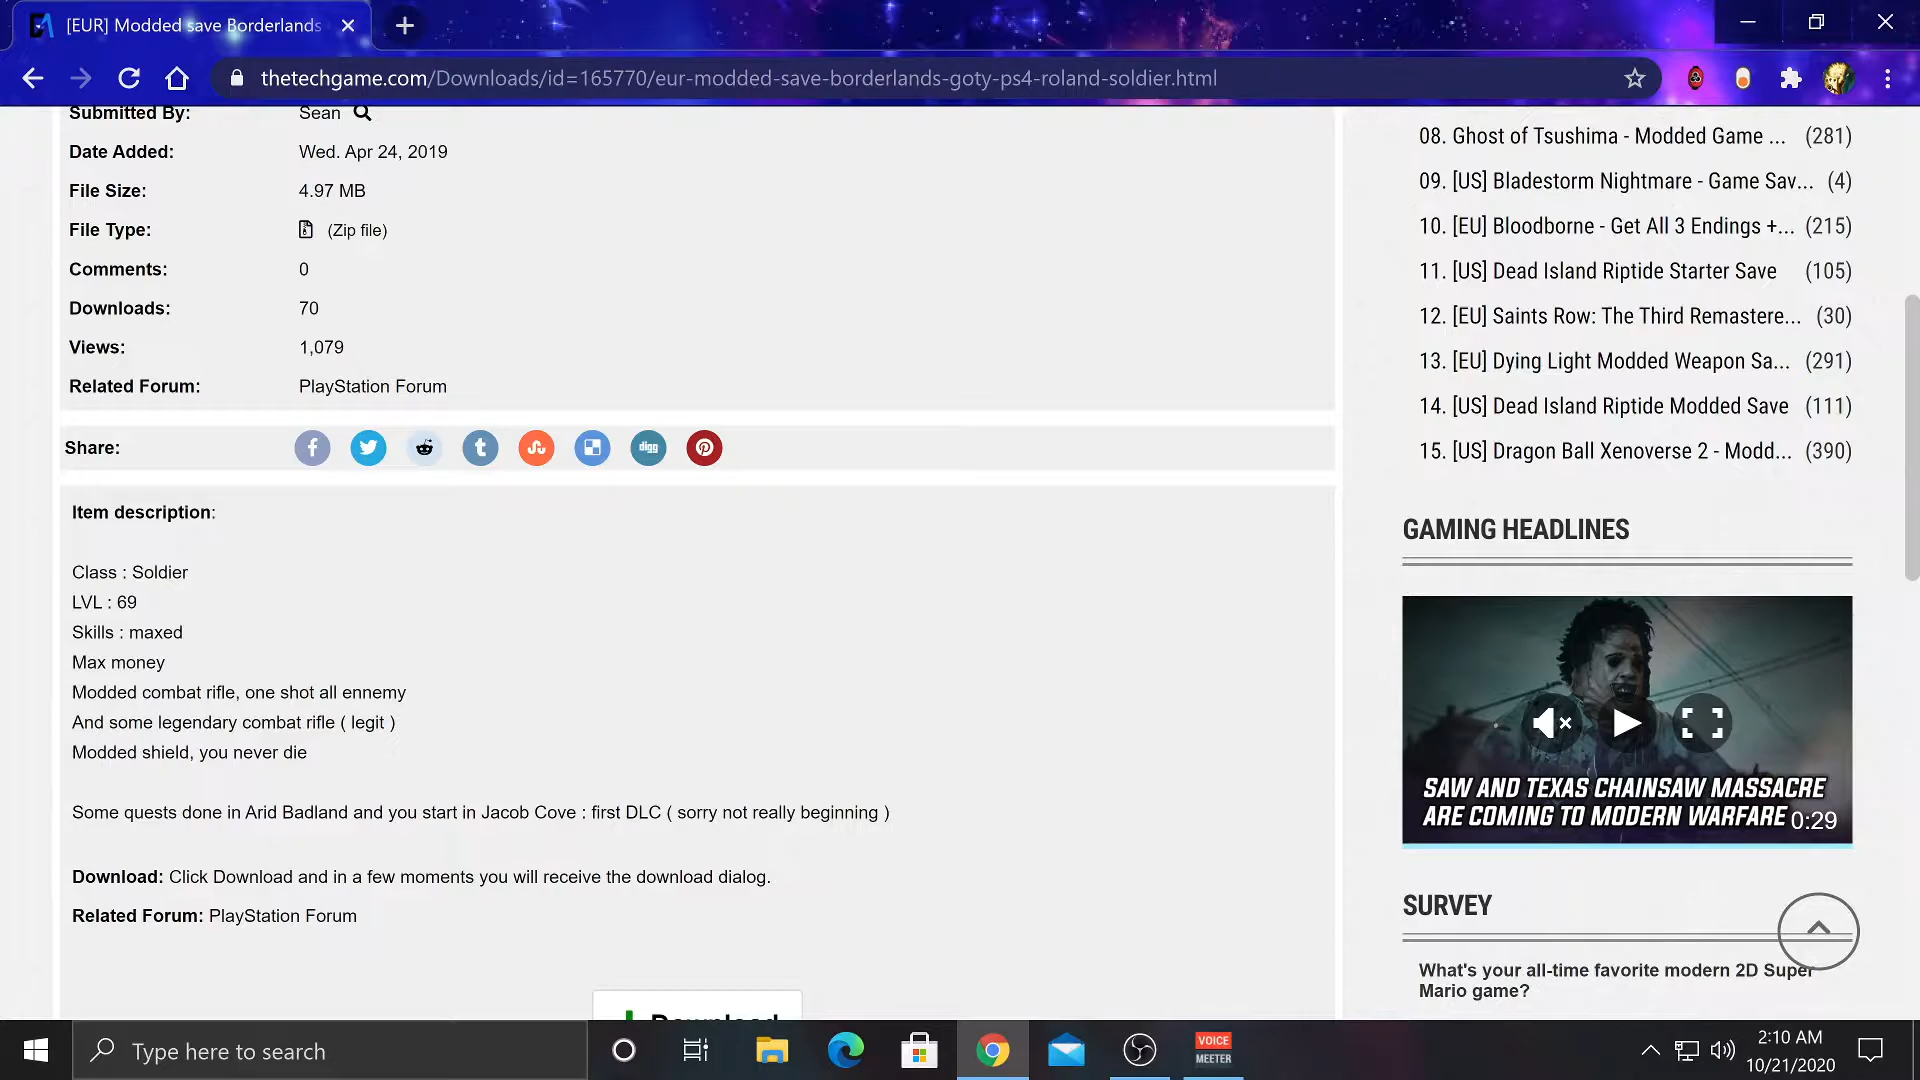 [EUR] Modded save Borderlands
thetechgame.com/Downloads/id=165770/eur-modded-save-borderlands-goty-ps4-roland-soldier.html
Submitted By: Sean
Date Added: Wed. Apr 24, 2019
File Size: 4.97 MB
File Type: (Zip file)
Comments: 0
Downloads: 70
Views: 1,079
Related Forum: PlayStation Forum
Share:
digg
Item description:
Class : Soldier
LVL : 69
Skills : maxed
Max money
Modded combat rifle, one shot all ennemy
And some legendary combat rifle ( legit )
Modded shield, you never die
Some quests done in Arid Badland and you start in Jacob Cove : first DLC ( sorry not really beginning )
Download: Click Download and in a few moments you will receive the download dialog.
Related Forum: PlayStation Forum
Download
08. Ghost of Tsushima - Modded Game ... (281)
09. [US] Bladestorm Nightmare - Game Sav... (4)
10. [EU] Bloodborne - Get All 3 Endings +... (215)
11. [US] Dead Island Riptide Starter Save (105)
12. [EU] Saints Row: The Third Remastere... (30)
13. [EU] Dying Light Modded Weapon Sa... (291)
14. [US] Dead Island Riptide Modded Save (111)
15. [US] Dragon Ball Xenoverse 2 - Modd... (390)
GAMING HEADLINES
SAW AND TEXAS CHAINSAW MASSACRE
ARE COMING TO MODERN WARFARE 0:29
SURVEY
What's your all-time favorite modern 2D Super
Mario game?
Type here to search
VOICE
MEETER
2:10 AM
10/21/2020